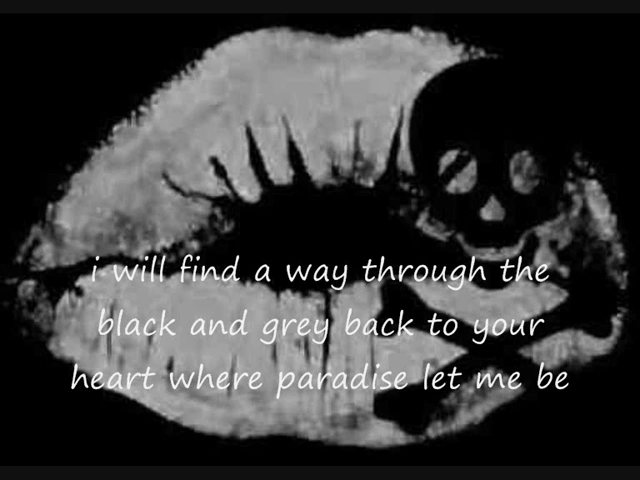 i will find a way through the
black and grey back to your
heart where paradise let me be